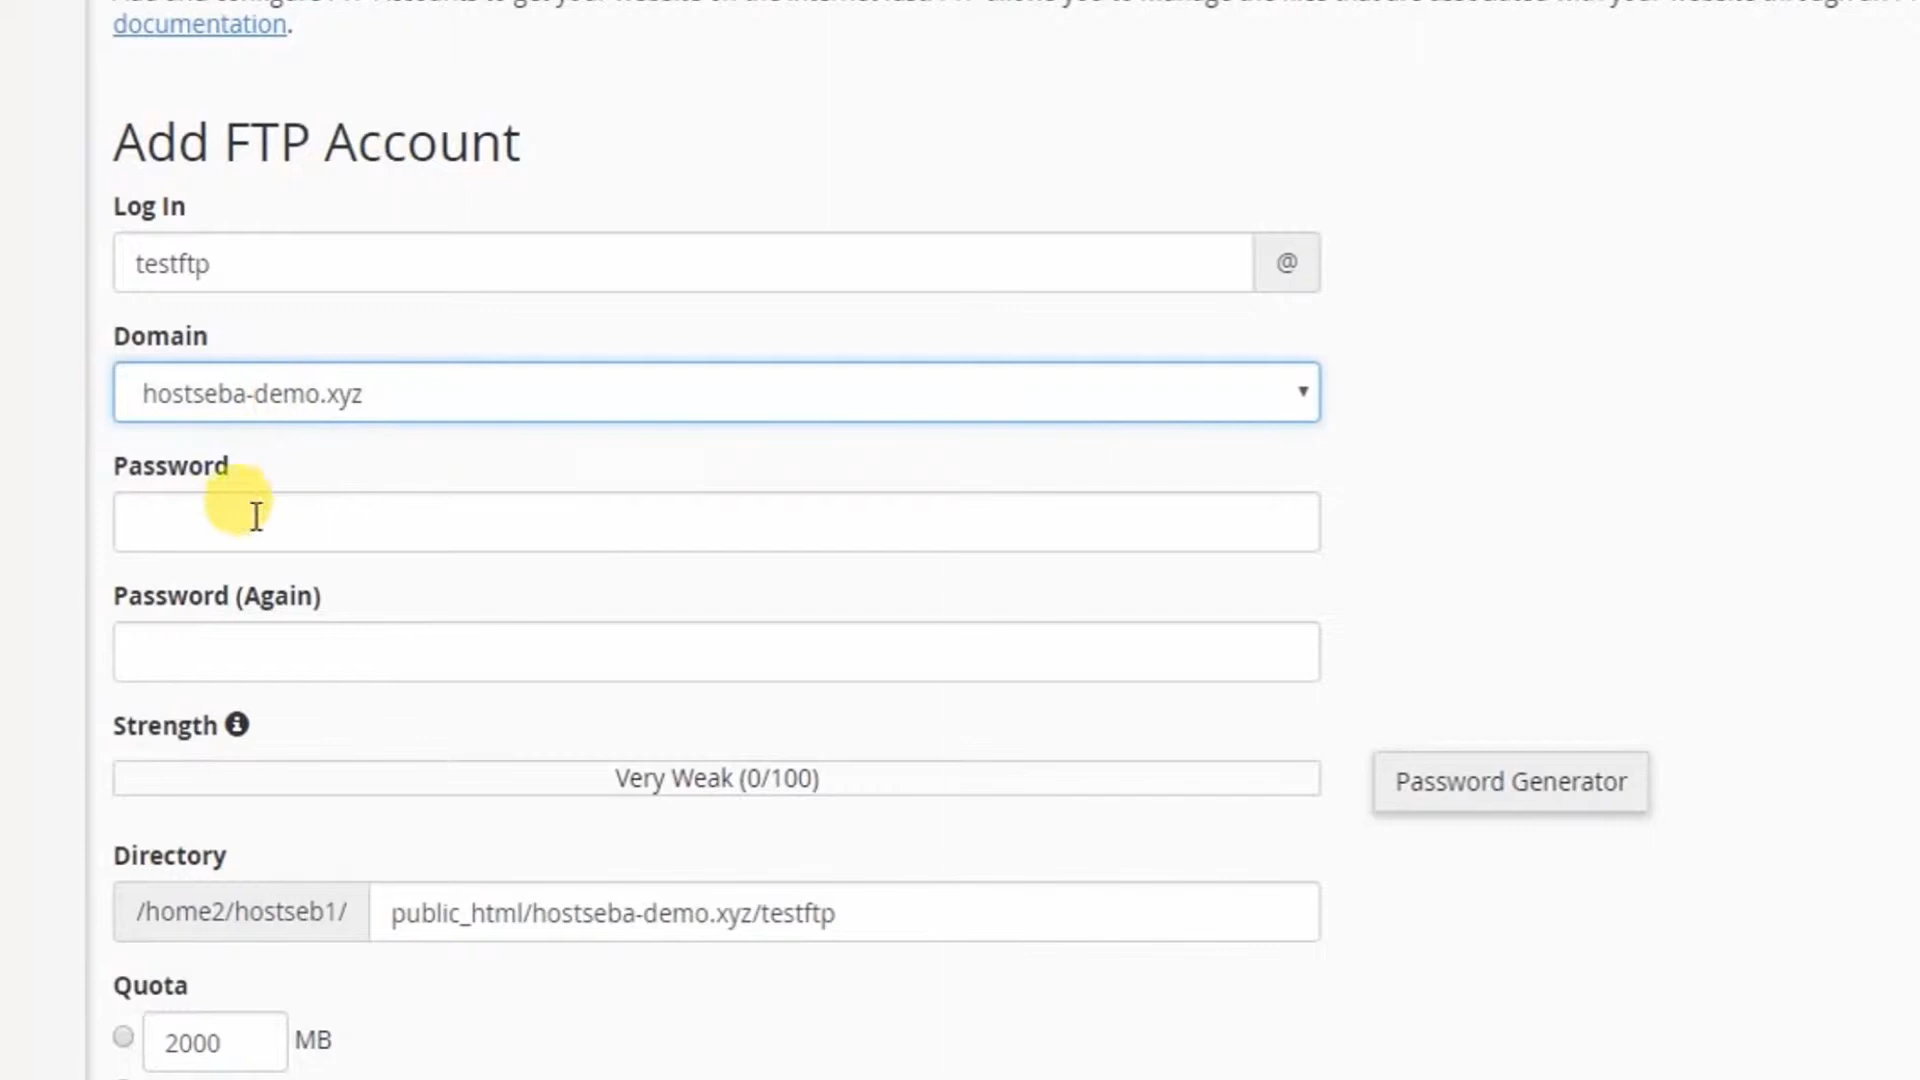 documentation.
Add FTP Account
Log In
testftp
@
Domain
hostseba-demo.xyz
Password
Password (Again)
Strength
Very Weak (0/100)
Password Generator
Directory
/home2/hostseb1/
public_html/hostseba-demo.xyz/testftp
Quota
2000
MB